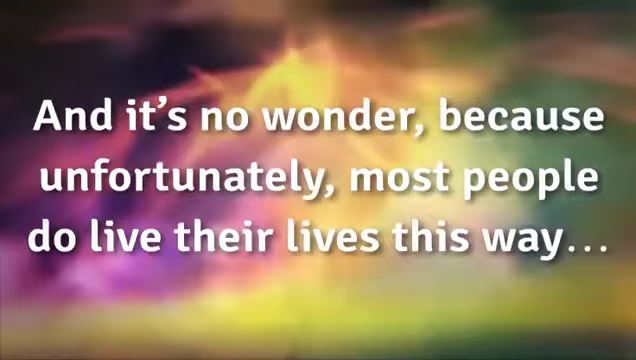 And it’s no wonder, because
unfortunately, most people
do live their lives this way…